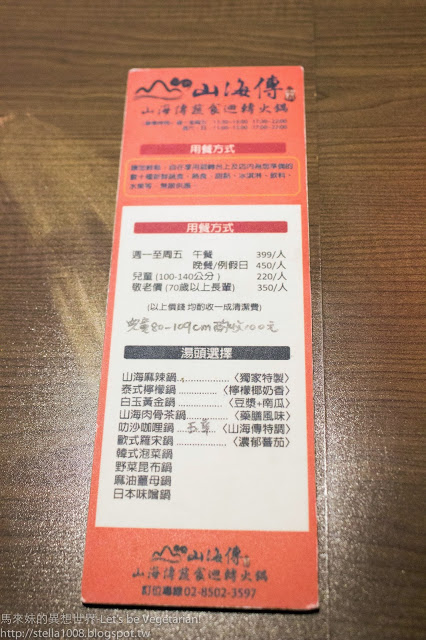 山海傳
山海傳蔬食迴轉火鍋
用餐方式
用餐方式
週一至周五 午餐 399/人
晚餐/例假日 450/人
兒童(100-140公分) 220/人
敬老價(70歲以上長輩) 350/人
(以上價錢 均酌收一成清潔費)
兒童80-109cm酌收100元
湯頭選擇
山海麻辣鍋..............〈獨家特製〉
泰式檸檬鍋..............〈檸檬椰奶香〉
白玉黃金鍋..............〈豆漿+南瓜〉
山海肉骨茶鍋...........〈藥膳風味〉
叻沙咖哩鍋..五辛...〈山海傳特調〉
歐式羅宋鍋..............〈濃郁蕃茄〉
韓式泡菜鍋
野菜昆布鍋
麻油薑母鍋
日本味噌鍋
山海傳
山海傳蔬食迴轉火鍋
訂位專線 02-8502-3597
馬來妹的異想世界 Let's be Vegetarian!
http://stella1008.blogspot.tw